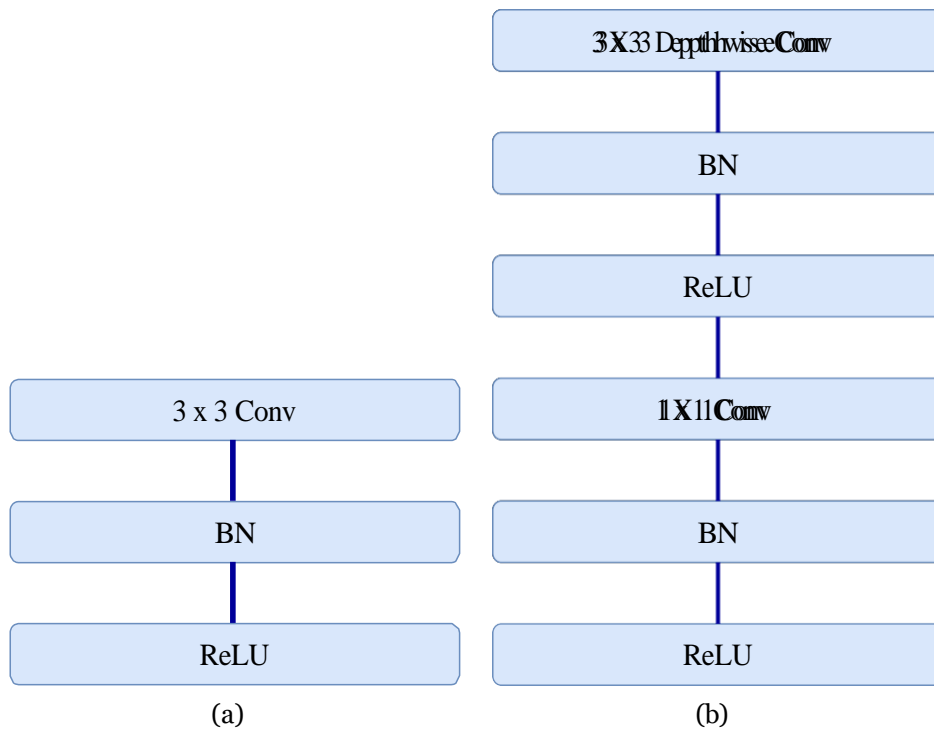 3 x 3 Conv
BN
ReLU
(a)
3 X 3 Depthwise Conv
BN
ReLU
1 X 1 Conv
BN
ReLU
(b)